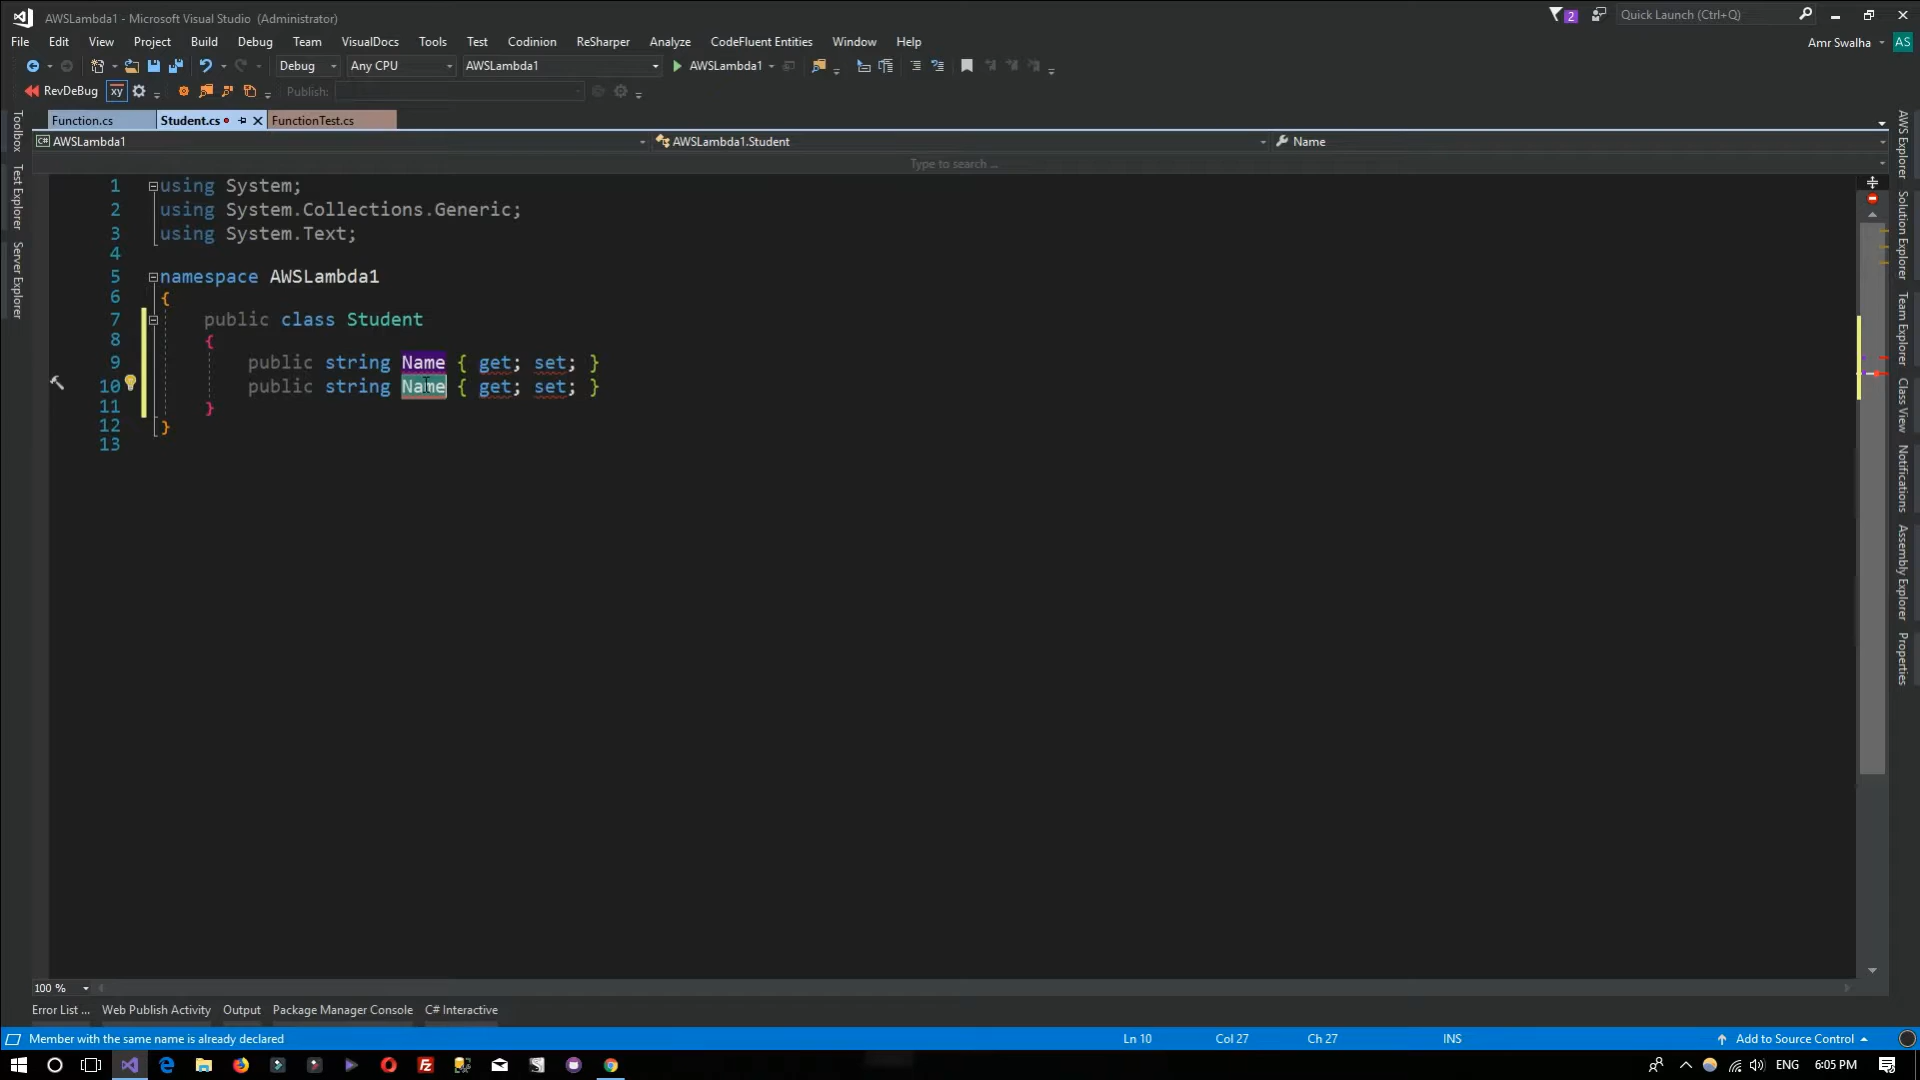 AWSLambda1 - Microsoft Visual Studio (Administrator)
2
Quick Launch (Ctrl+Q)
File Edit View Project Build Debug Team VisualDocs Tools Test Codinion ReSharper Analyze CodeFluent Entities Window Help
Amr Swalha
AS
Debug Any CPU AWSLambda1 AWSLambda1
RevDeBug xy Publish:
Function.cs Student.cs FunctionTest.cs
C# AWSLambda1 AWSLambda1.Student Name
Type to search ...
Toolbox
Test Explorer
Server Explorer
1 using System;
2 using System.Collections.Generic;
3 using System.Text;
4
5 namespace AWSLambda1
6 {
7 public class Student
8 {
9 public string Name { get; set; }
10 public string Name { get; set; }
11 }
12 }
13
AWS Explorer
Solution Explorer
Team Explorer
Class View
Notifications
Assembly Explorer
Properties
100 %
Error List ... Web Publish Activity Output Package Manager Console C# Interactive
Member with the same name is already declared Ln 10 Col 27 Ch 27 INS Add to Source Control
ENG 6:05 PM